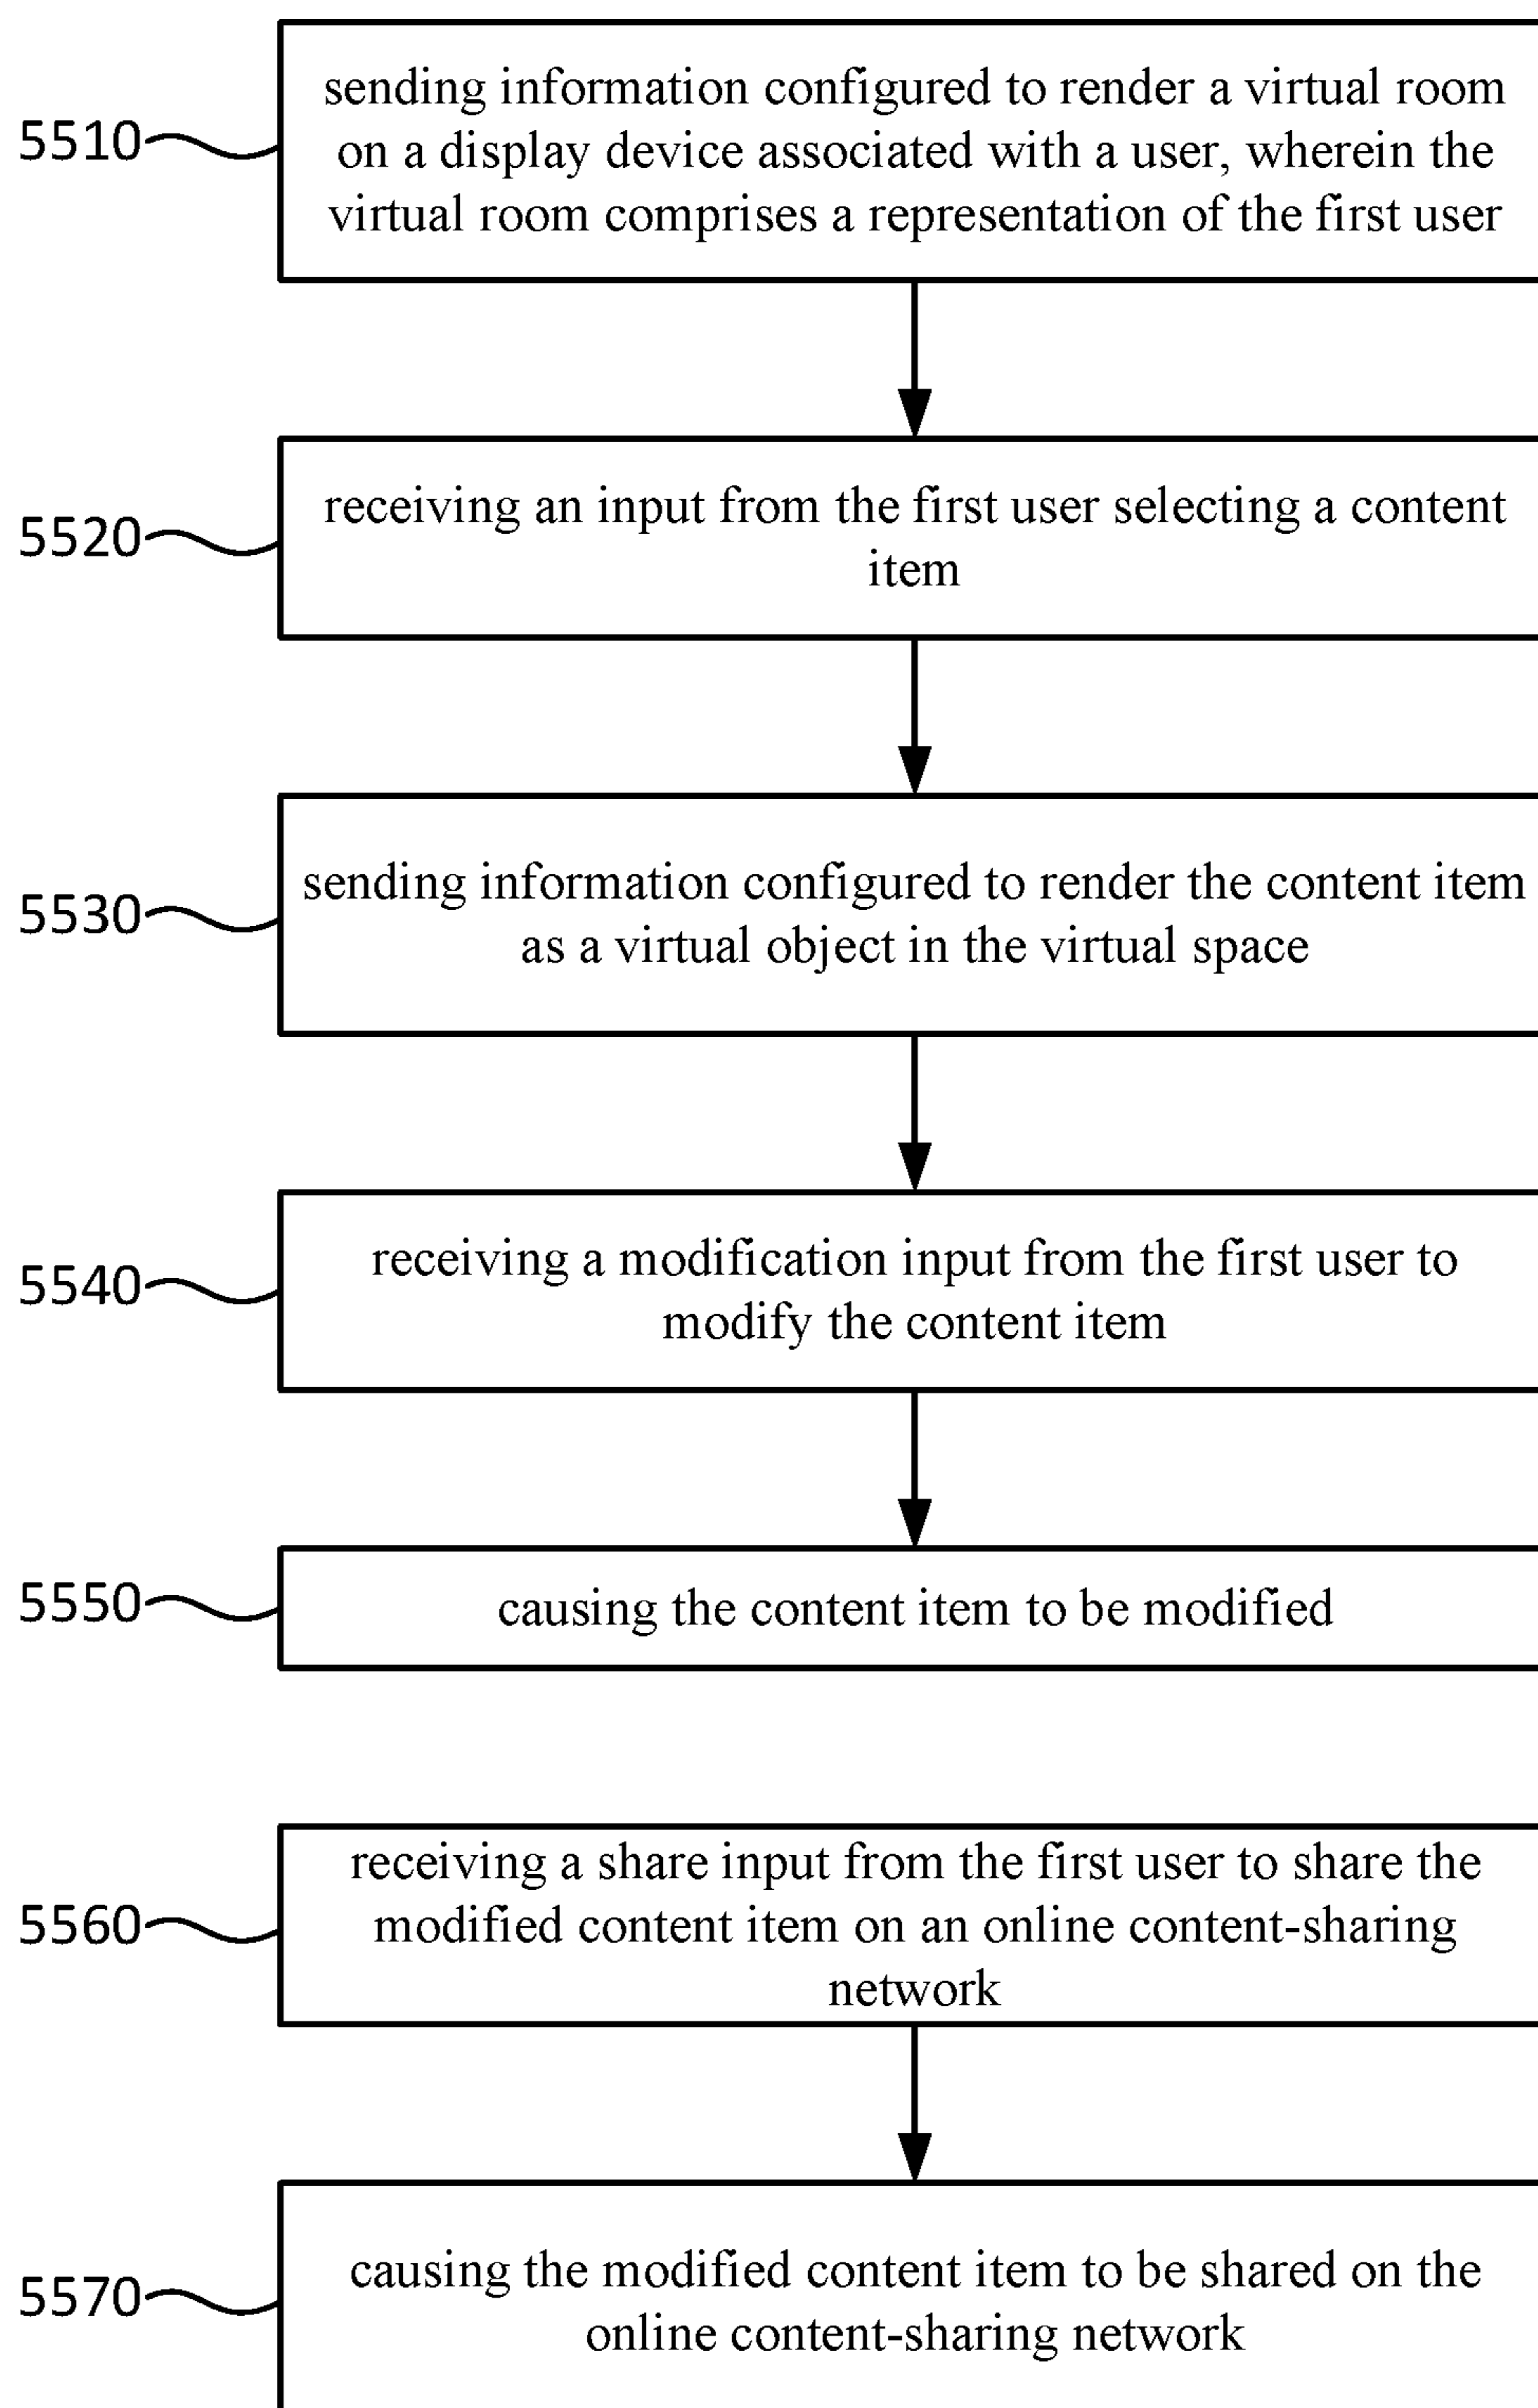 5510
sending information configured to render a virtual room
on a display device associated with a user, wherein the
virtual room comprises a representation of the first user
5520
receiving an input from the first user selecting a content
item
5530
sending information configured to render the content item
as a virtual object in the virtual space
5540
receiving a modification input from the first user to
modify the content item
5550
causing the content item to be modified
5560
receiving a share input from the first user to share the
modified content item on an online content-sharing
network
5570
causing the modified content item to be shared on the
online content-sharing network